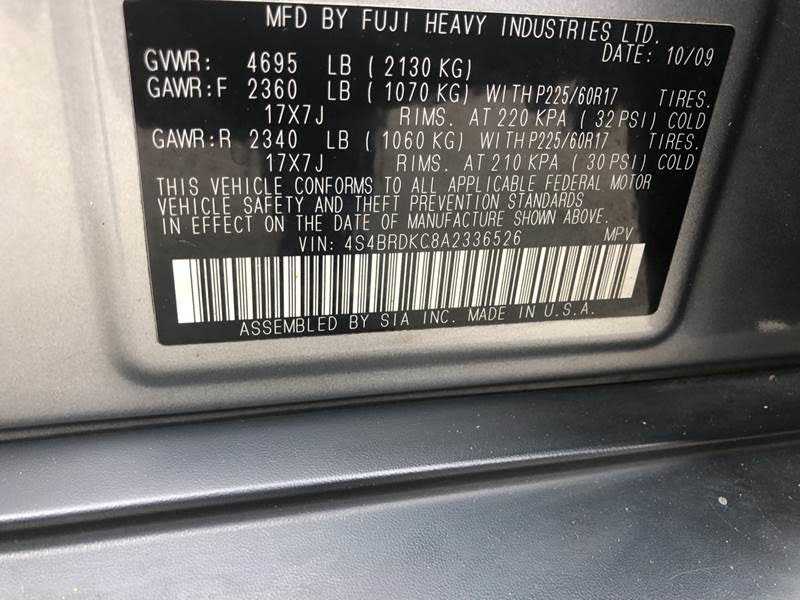 MFD BY FUJI HEAVY INDUSTRIES LTD.
DATE: 10/09
GVWR: 4695 LB (2130 KG)
GAWR:F 2360 LB (1070 KG) WITH P225/60R17 TIRES.
17X7J RIMS. AT 220 KPA (32 PSI) COLD
GAWR:R 2340 LB (1060 KG) WITH P225/60R17 TIRES.
17X7J RIMS. AT 210 KPA (30 PSI) COLD
THIS VEHICLE CONFORMS TO ALL APPLICABLE FEDERAL MOTOR
VEHICLE SAFETY AND THEFT PREVENTION STANDARDS
IN EFFECT ON THE DATE OF MANUFACTURE SHOWN ABOVE.
VIN: 4S4BRDKC8A2336526 MPV
ASSEMBLED BY SIA INC. MADE IN U.S.A.